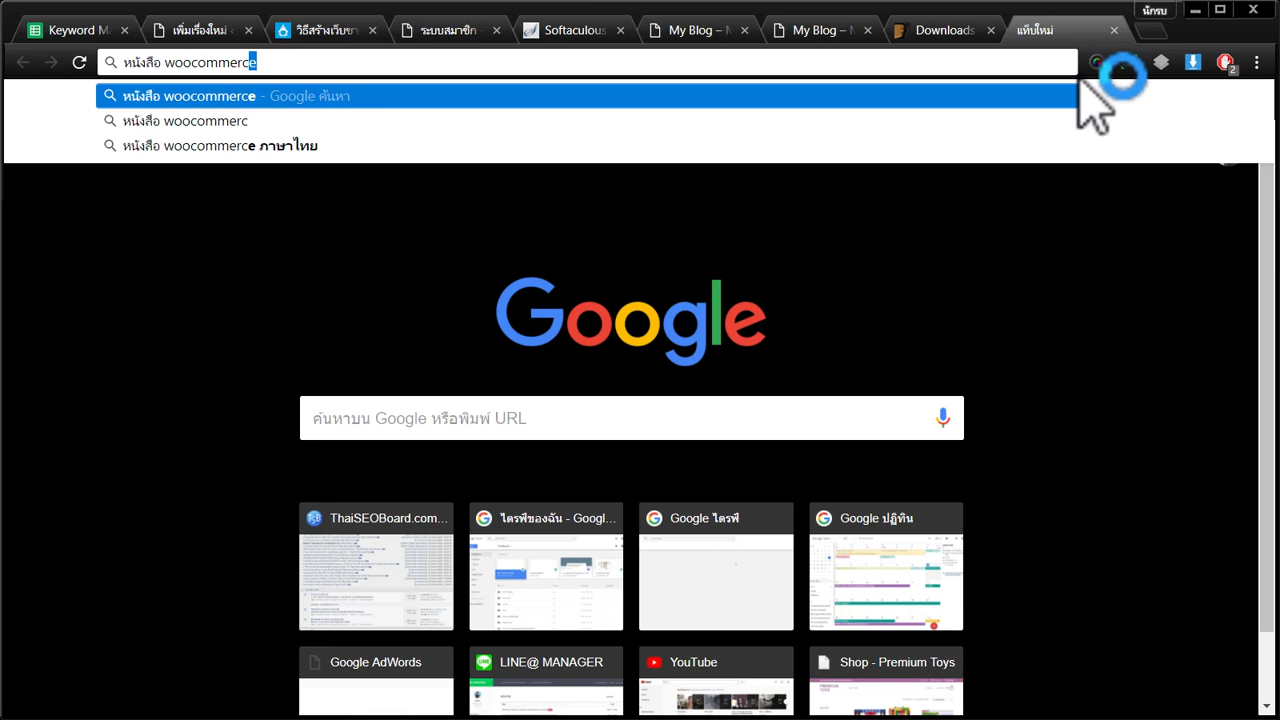 นักรบ
Keyword M
เพิ่มเรื่องใหม่ ‹
วิธีสร้างเว็บขา
ระบบสมาชิก
Softaculous
My Blog –
My Blog –
Downloads
แท็บใหม่
หนังสือ woocommerce
2
หนังสือ woocommerce - Google ค้นหา
หนังสือ woocommerc
หนังสือ woocommerce ภาษาไทย
Google
ค้นหาบน Google หรือพิมพ์ URL
ThaiSEOBoard.com...
ไดรฟ์ของฉัน - Googl...
Google ไดรฟ์
Google ปฏิทิน
Google AdWords
LINE@ MANAGER
YouTube
Shop - Premium Toys